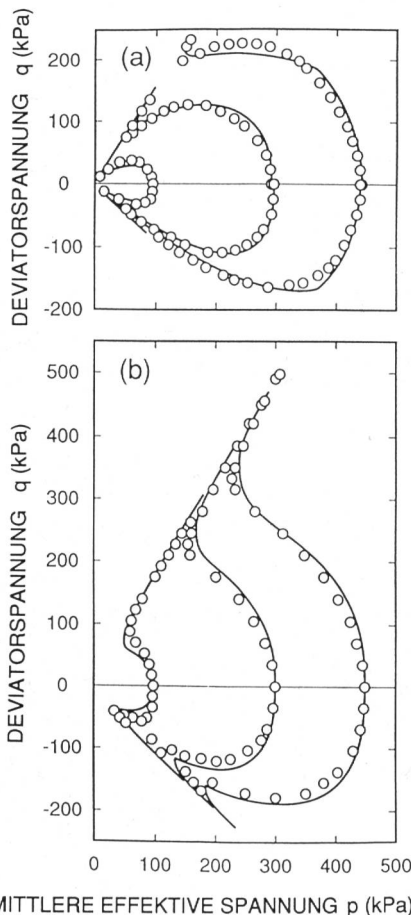 DEVIATORSPANNUNG q (kPa)
200
100
0
-100
-200
(a)
DEVIATORSPANNUNG q (kPa)
500
400
300
200
100
0
-100
-200
(b)
0 100 200 300 400 500
MITTLERE EFFEKTIVE SPANNUNG p (kPa)